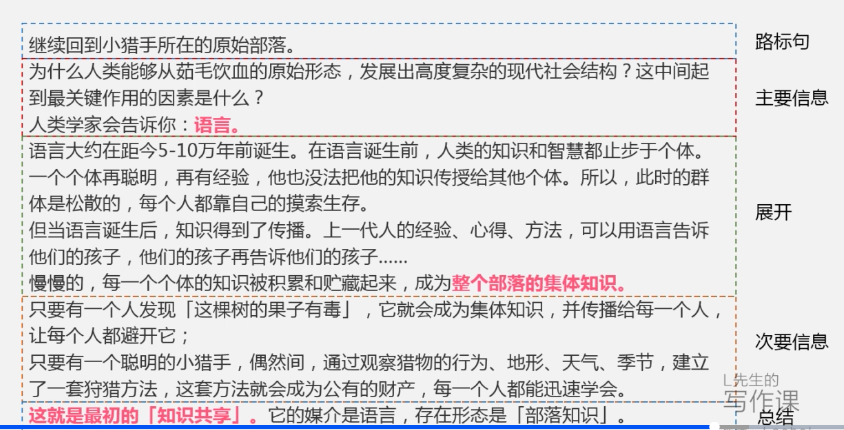 继续回到小猎手所在的原始部落。
路标句
为什么人类能够从茹毛饮血的原始形态，发展出高度复杂的现代社会结构？这中间起
到最关键作用的因素是什么？
主要信息
人类学家会告诉你：语言。
语言大约在距今5-10万年前诞生。在语言诞生前，人类的知识和智慧都止步于个体。
一个个体再聪明，再有经验，他也没法把他的知识传授给其他个体。所以，此时的群
体是松散的，每个人都靠自己的摸索生存。
展开
但当语言诞生后，知识得到了传播。上一代人的经验、心得、方法，可以用语言告诉
他们的孩子，他们的孩子再告诉他们的孩子......
慢慢的，每一个个体的知识被积累和贮藏起来，成为整个部落的集体知识。
只要有一个人发现「这棵树的果子有毒」，它就会成为集体知识，并传播给每一个人，
让每个人都避开它；
次要信息
只要有一个聪明的小猎手，偶然间，通过观察猎物的行为、地形、天气、季节，建立
了一套狩猎方法，这套方法就会成为公有的财产，每一个人都能迅速学会。
L先生的
写作课
这就是最初的「知识共享」。它的媒介是语言，存在形态是「部落知识」。
总结